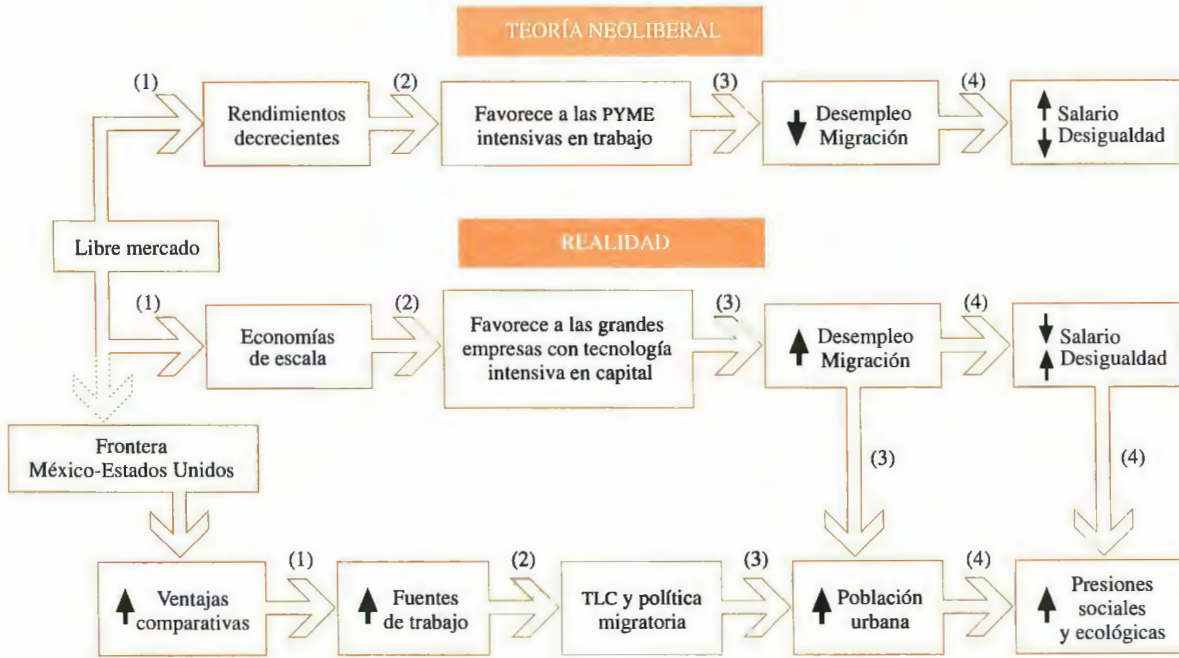 TEORÍA NEOLIBERAL
(1)
(2)
(3)
(4)
Rendimientos
decrecientes
Favorece a las PYME
intensivas en trabajo
Desempleo
Migración
Salario
Desigualdad
Libre mercado
REALIDAD
(1)
(2)
(3)
(4)
Economías
de escala
Favorece a las grandes
empresas con tecnología
intensiva en capital
Desempleo
Migración
Salario
Desigualdad
Frontera
México-Estados Unidos
(3)
(4)
(1)
(2)
(3)
(4)
Ventajas
comparativas
Fuentes
de trabajo
TLC y política
migratoria
Población
urbana
Presiones
sociales
y ecológicas